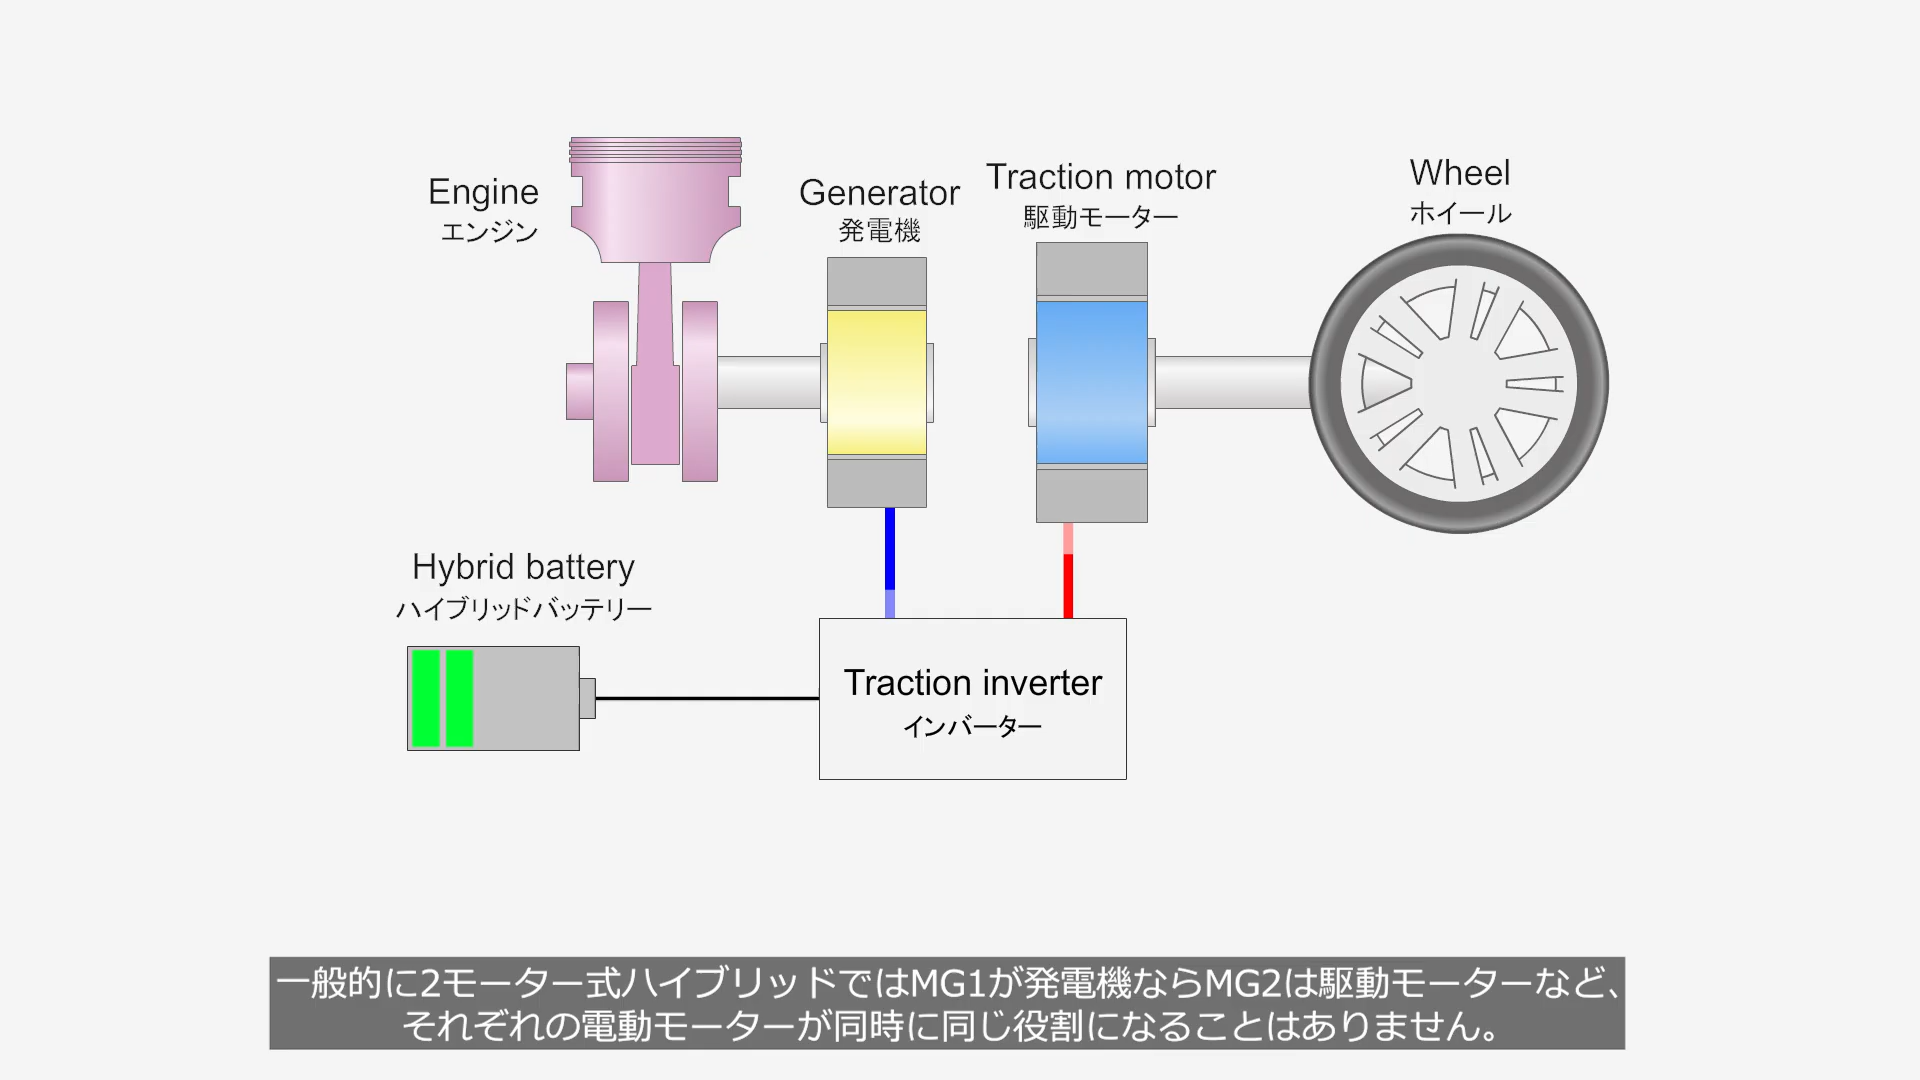 Engine
エンジン
Generator
発電機
Traction motor
駆動モーター
Wheel
ホイール
Hybrid battery
ハイブリッドバッテリー
Traction inverter
インバーター
一般的に2モーター式ハイブリッドではMG1が発電機ならMG2は駆動モーターなど、
それぞれの電動モーターが同時に同じ役割になることはありません。